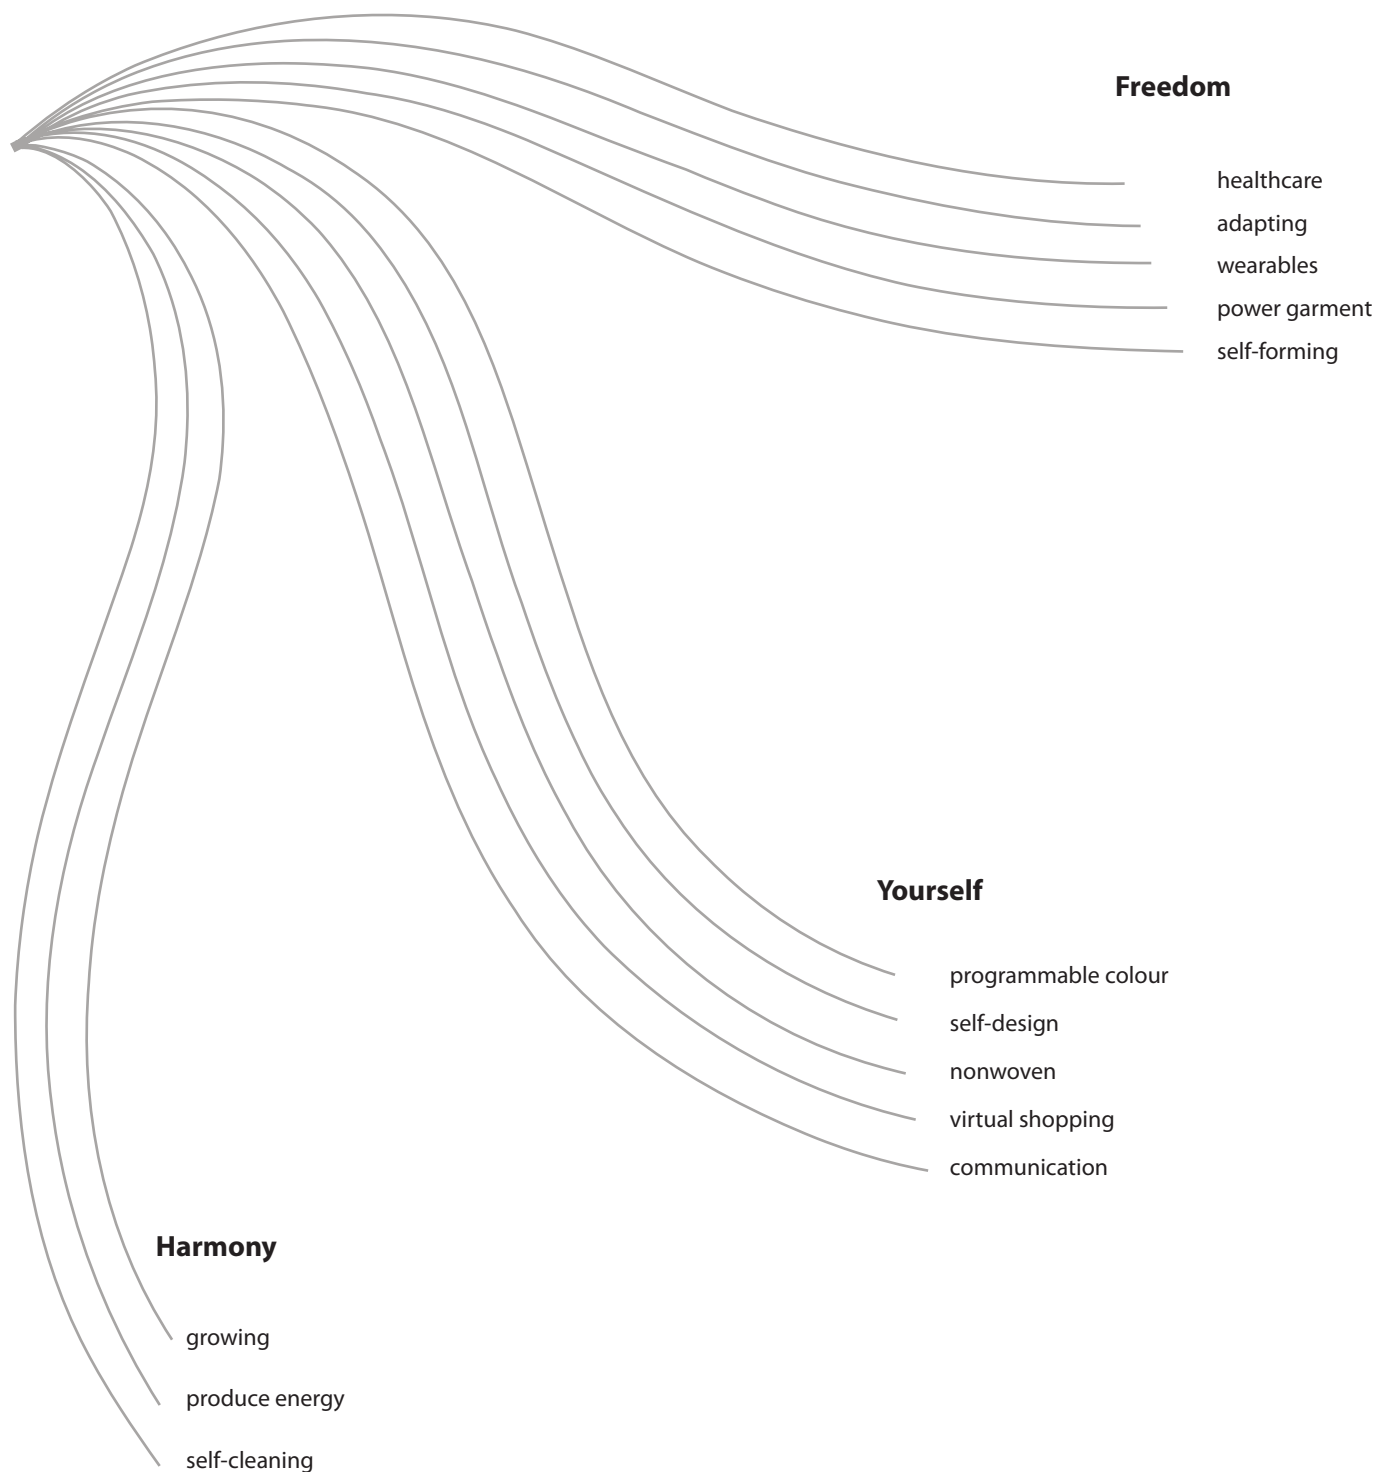 Freedom
healthcare
adapting
wearables
power garment
self-forming
Yourself
programmable colour
self-design
nonwoven
virtual shopping
communication
Harmony
growing
produce energy
self-cleaning